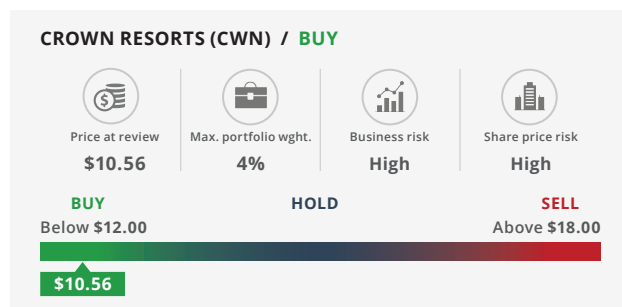 CROWN RESORTS (CWN) / BUY
Price at review Max. portfolio wght. Business risk Share price risk
$10.56 4% High High
BUY HOLD SELL
Below $12.00 Above $18.00
$10.56